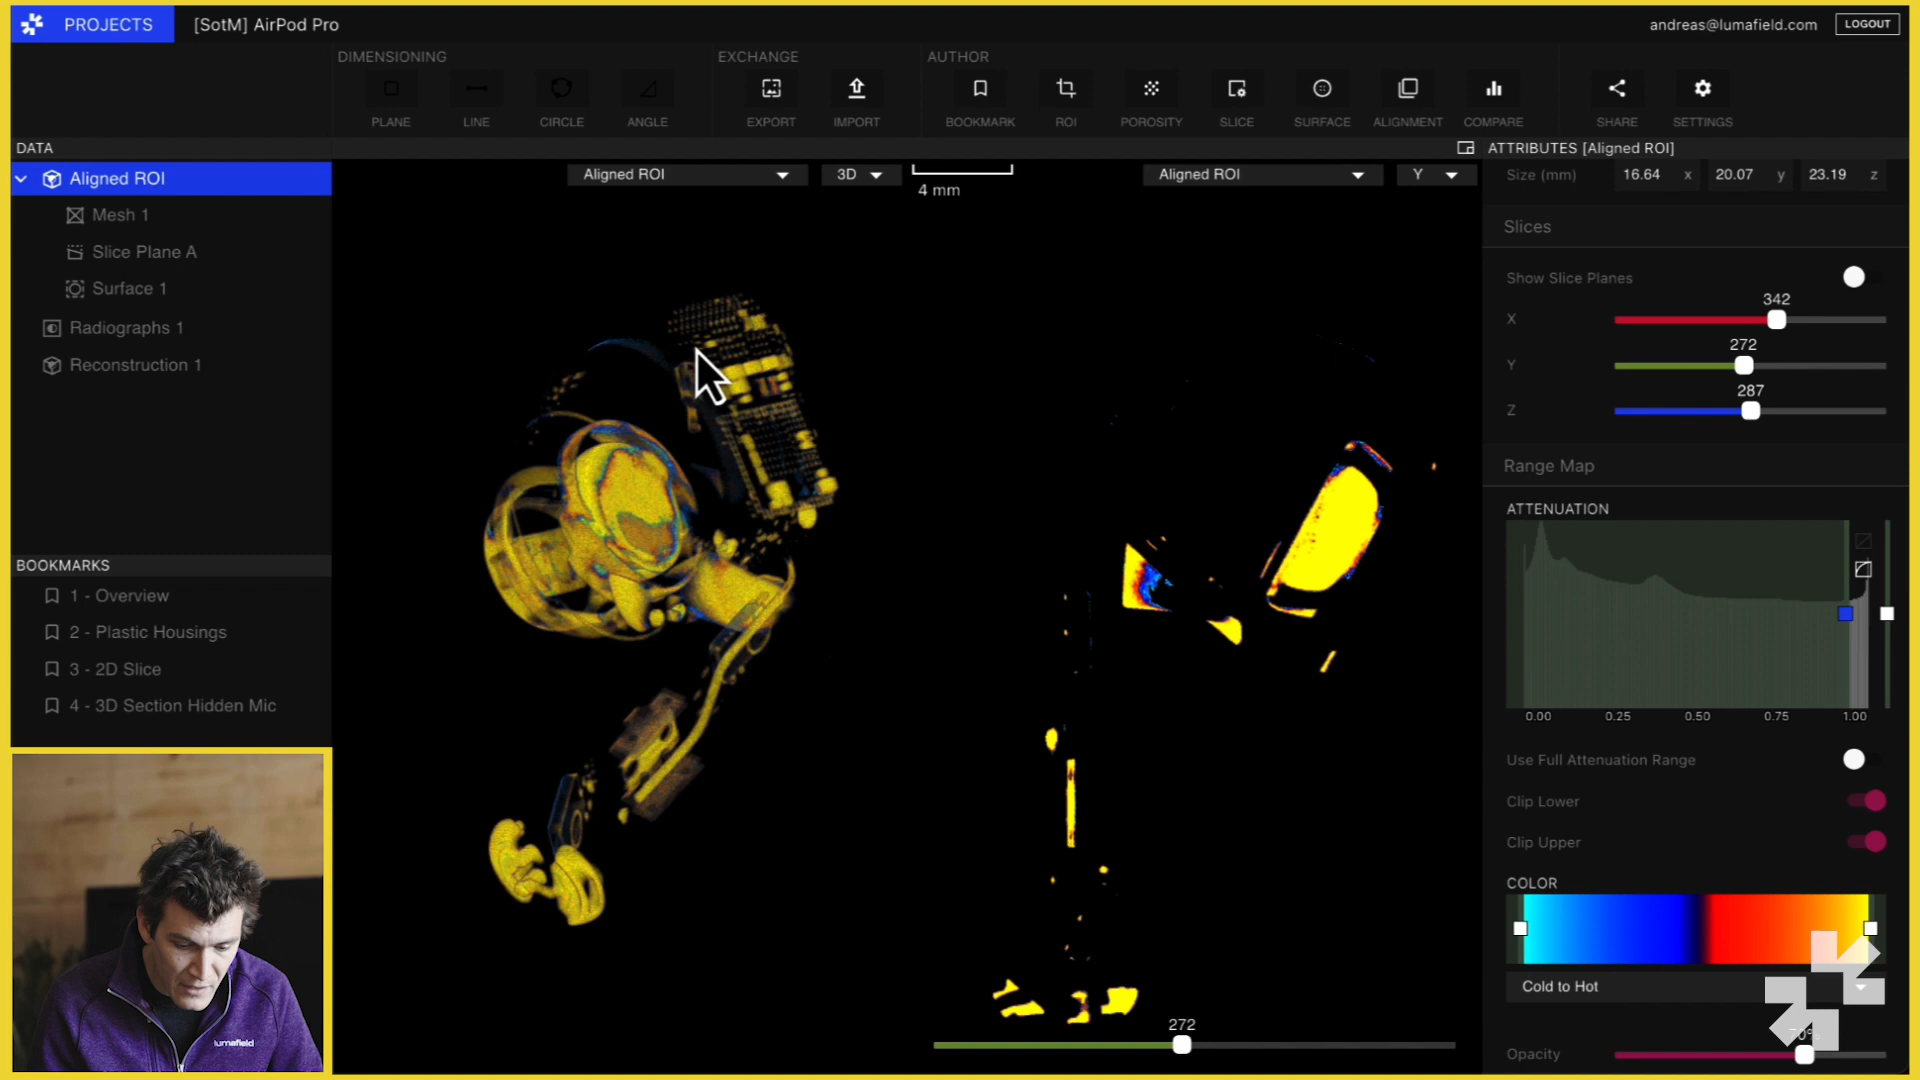 PROJECTS
[SotM] AirPod Pro
andreas@lumafield.com
LOGOUT
DIMENSIONING
EXCHANGE
AUTHOR
PLANE
LINE
CIRCLE
ANGLE
EXPORT
IMPORT
BOOKMARK
ROI
POROSITY
SLICE
SURFACE
ALIGNMENT
COMPARE
SHARE
SETTINGS
DATA
Aligned ROI
Mesh 1
Slice Plane A
Surface 1
Radiographs 1
Reconstruction 1
BOOKMARKS
1 - Overview
2 - Plastic Housings
3 - 2D Slice
4 - 3D Section Hidden Mic
lumafield
Aligned ROI
3D
4 mm
Aligned ROI
Y
272
ATTRIBUTES [Aligned ROI]
Size (mm) 16.64 x 20.07 y 23.19 z
Slices
Show Slice Planes
342
X
272
Y
287
Z
Range Map
ATTENUATION
0.00 0.25 0.50 0.75 1.00
Use Full Attenuation Range
Clip Lower
Clip Upper
COLOR
Cold to Hot
Opacity